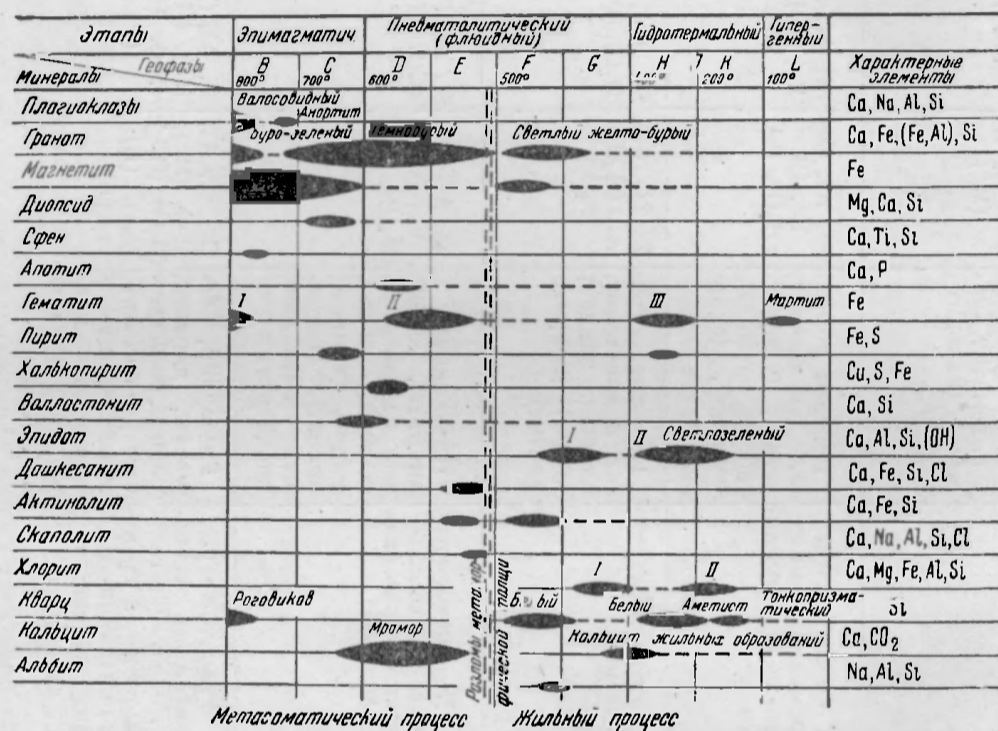 Этапы Эпимагматич. Пневматолитический (флюидный) Гидротермальный Гипергенный
Геофазы B C D E F G H K L Характерные элементы
Минералы 800° 700° 600° 500° 200° 100°
Плагиоклазы Волосовидный Анортит Ca, Na, Al, Si
Гранат Буро-зеленый Темнобурый Светлый желто-бурый Ca, Fe, (Fe, Al), Si
Магнетит Fe
Диопсид Mg, Ca, Si
Сфен Ca, Ti, Si
Апатит Ca, P
Гематит I II III Мартит Fe
Пирит Fe, S
Халькопирит Cu, S, Fe
Волластонит Ca, Si
Эпидот I II Светлозеленый Ca, Al, Si, (OH)
Дашкесанит Ca, Fe, Si, Cl
Актинолит Ca, Fe, Si
Скаполит Ca, Na, Al, Si, Cl
Хлорит I II Ca, Mg, Fe, Al, Si
Кварц Роговиков Белый Аметист Тонкопризматический Si
Кальцит Мрамор Кальцит жильных образований Ca, CO2
Альбит Na, Al, Si
Разломы
толщи
Метасоматический процесс Жильный процесс